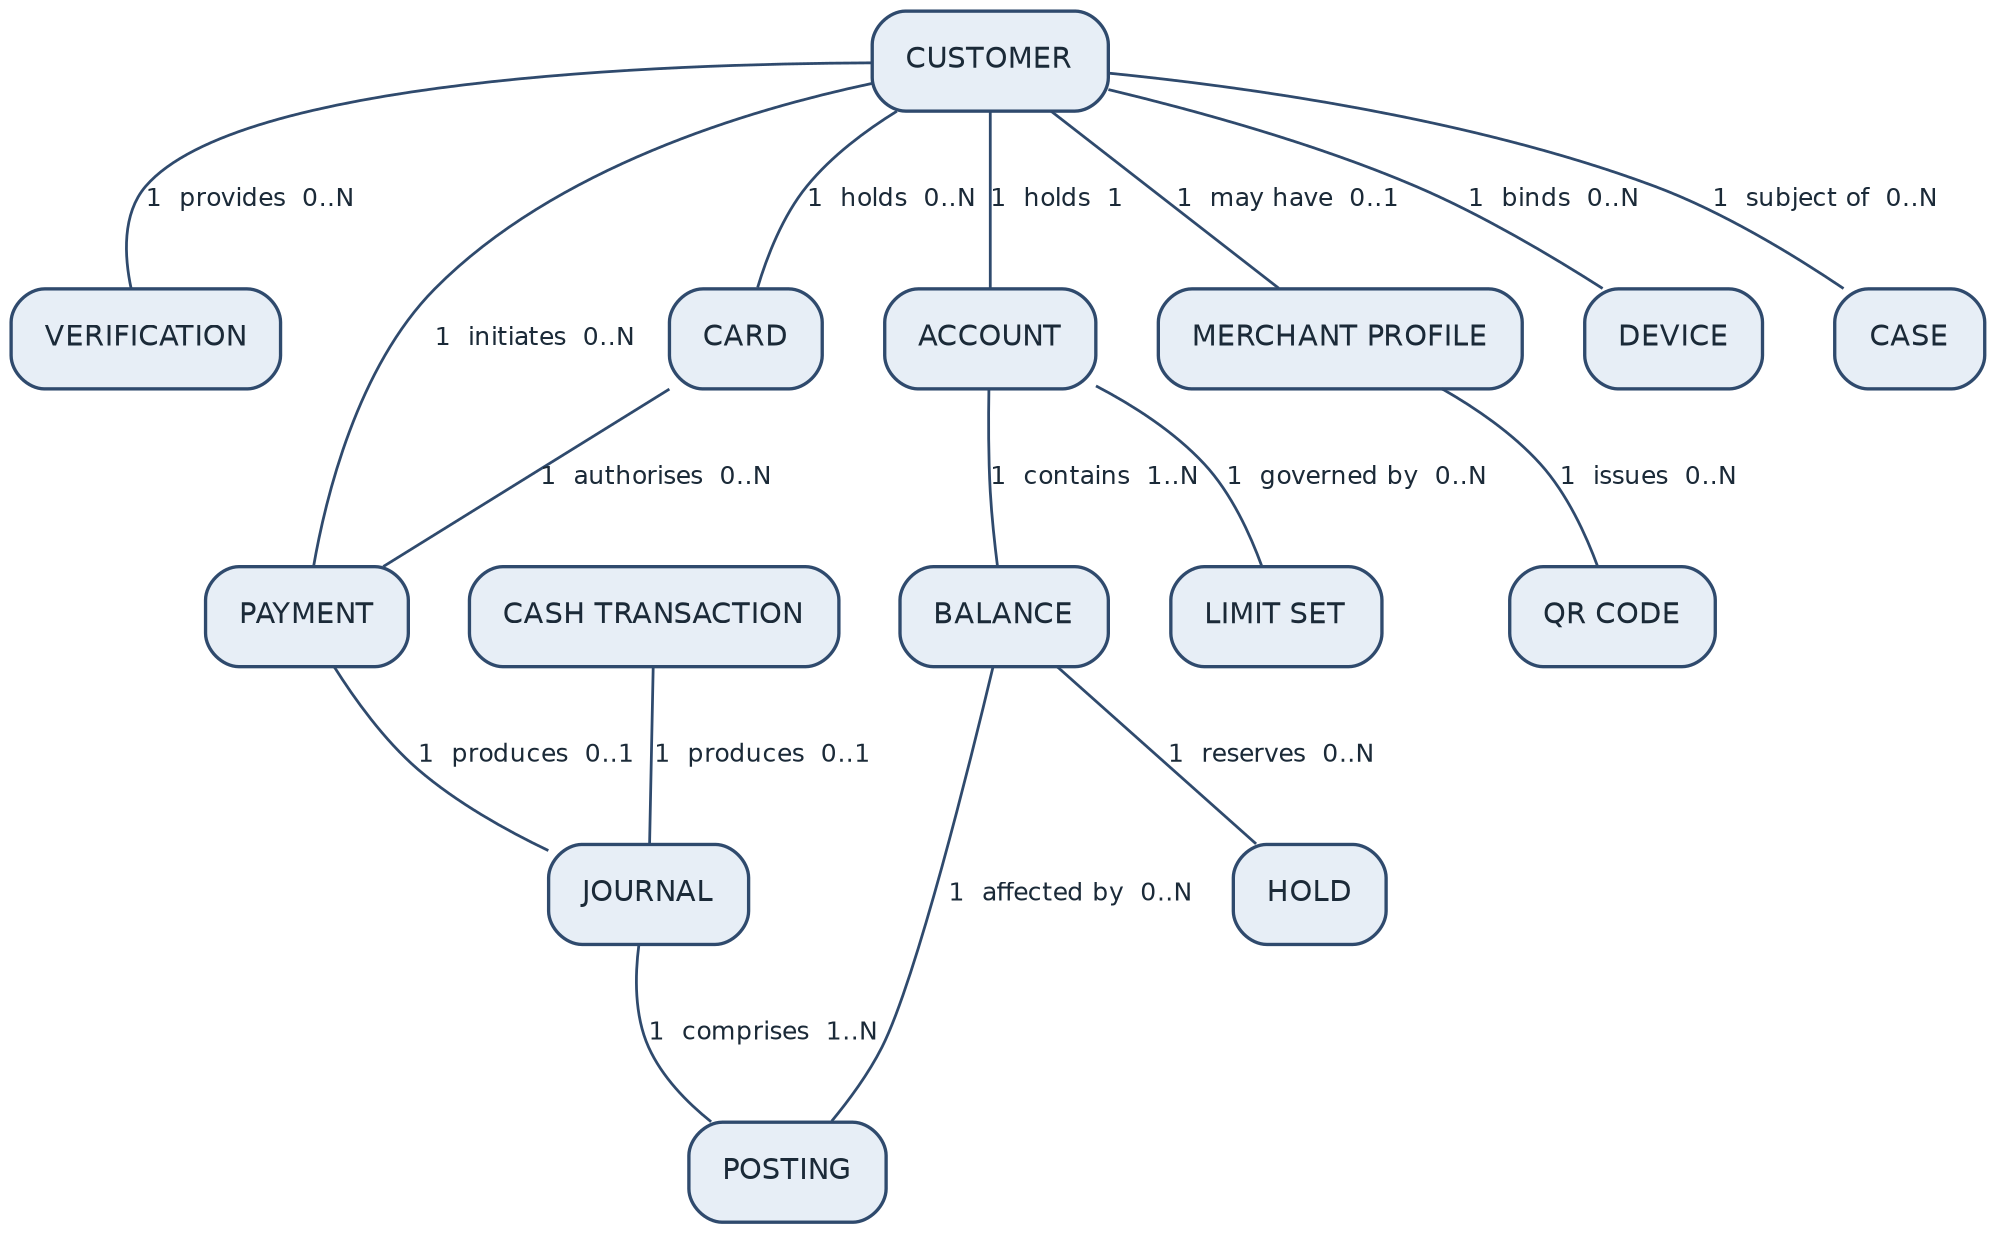 CUSTOMER
1 provides 0..N
1 holds 0..N
1 holds 1
1 may have 0..1
1 binds 0..N
1 subject of 0..N
VERIFICATION
1 initiates 0..N
CARD
ACCOUNT
MERCHANT PROFILE
DEVICE
CASE
1 authorises 0..N
1 contains 1..N
1 governed by 0..N
1 issues 0..N
PAYMENT
CASH TRANSACTION
BALANCE
LIMIT SET
QR CODE
1 produces 0..1
1 produces 0..1
1 reserves 0..N
JOURNAL
1 affected by 0..N
HOLD
1 comprises 1..N
POSTING